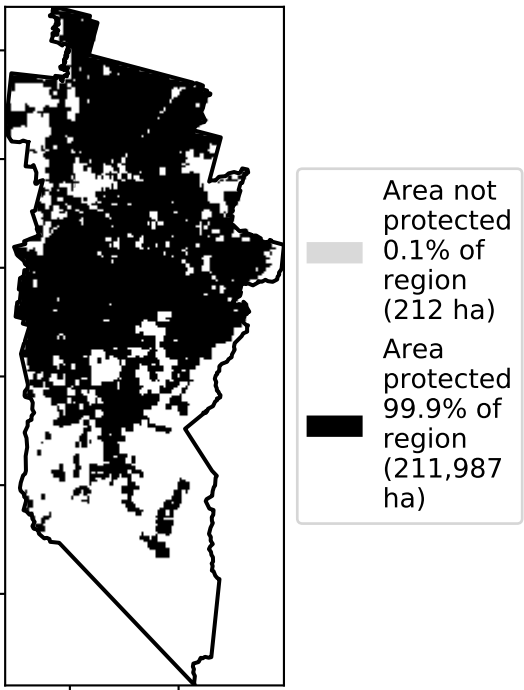 Area not
protected
0.1% of
region
(212 ha)
Area
protected
99.9% of
region
(211,987
ha)